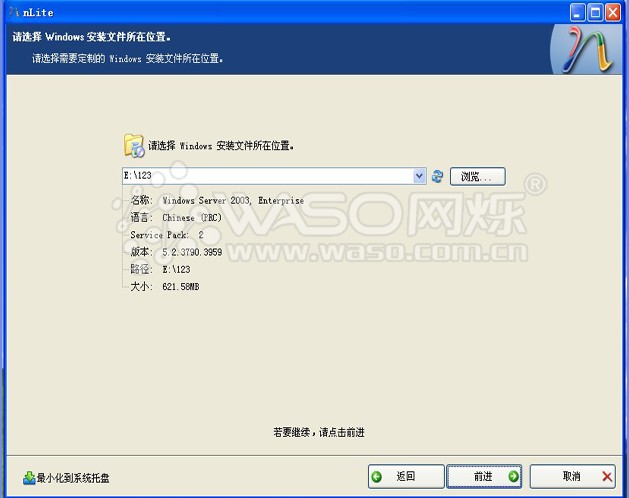 nLite
请选择 Windows 安装文件所在位置。
请选择需要定制的 Windows 安装文件所在位置。
请选择 Windows 安装文件所在位置。
E:\123 浏览...
名称: Windows Server 2003, Enterprise
语言: Chinese (PRC)
Service Pack: 2
版本: 5.2.3790.3959
路径: E:\123
大小: 621.58MB
WASO网烁®
www.waso.com.cn
若要继续，请点击前进
最小化到系统托盘 返回 前进 取消